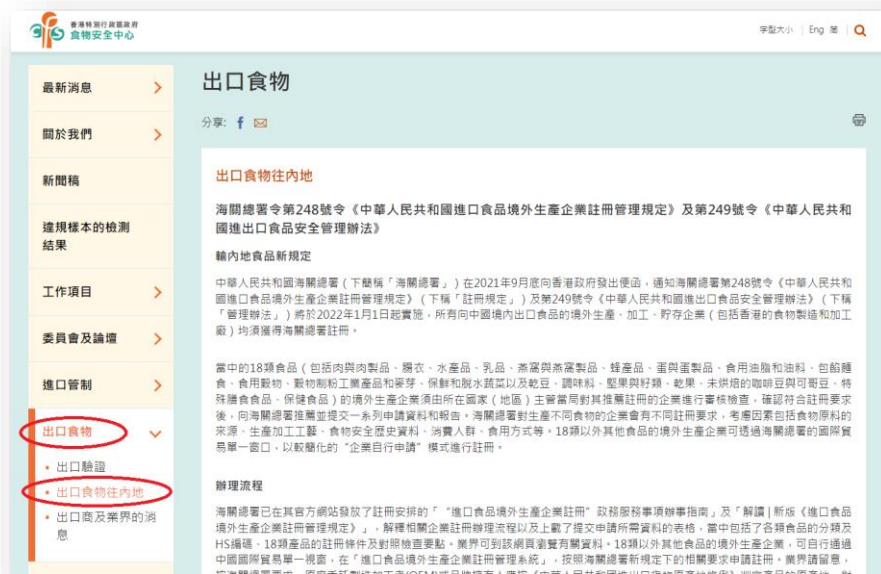 香港特別行政區政府
食物安全中心
字型大小 | Eng 簡
最新消息
關於我們
新聞稿
違規樣本的檢測
結果
工作項目
委員會及論壇
進口管制
出口食物
• 出口驗證
• 出口食物往內地
• 出口商及業界的消
息
出口食物
分享:
出口食物往內地
海關總署令第248號令《中華人民共和國進口食品境外生產企業註冊管理規定》及第249號令《中華人民共和
國進出口食品安全管理辦法》
輸內地食品新規定
中華人民共和國海關總署（下簡稱「海關總署」）在2021年9月底向香港政府發出便函，通知海關總署第248號令《中華人民共和
國進口食品境外生產企業註冊管理規定》（下稱「註冊規定」）及第249號令《中華人民共和國進出口食品安全管理辦法》（下稱
「管理辦法」）將於2022年1月1日起實施，所有向中國境內出口食品的境外生產、加工、貯存企業（包括香港的食物製造和加工
廠）均須獲得海關總署註冊。
當中的18類食品（包括肉與肉製品、腸衣、水產品、乳品、燕窩與燕窩製品、蜂產品、蛋與蛋製品、食用油脂和油料、包餡麵
食、食用穀物、穀物制粉工業產品和麥芽、保鮮和脫水蔬菜以及乾豆、調味料、堅果與籽類、乾果、未烘焙的咖啡豆與可可豆、特
殊膳食食品、保健食品）的境外生產企業須由所在國家（地區）主管當局對其推薦註冊的企業進行審核檢查，確認符合註冊要求
後，向海關總署推薦並提交一系列申請資料和報告。海關總署對生產不同食物的企業會有不同註冊要求，考慮因素包括食物原料的
來源、生產加工工藝、食物安全歷史資料、消費人群、食用方式等。18類以外其他食品的境外生產企業可透過海關總署的國際貿
易單一窗口，以較簡化的“企業自行申請”模式進行註冊。
辦理流程
海關總署已在其官方網站發放了註冊安排的「“進口食品境外生產企業註冊”政務服務事項辦事指南」及「解讀|新版《進口食品
境外生產企業註冊管理規定》」，解釋相關企業註冊辦理流程以及上載了提交申請所需資料的表格，當中包括了各類食品的分類及
HS編碼、18類產品的註冊條件及對照檢查要點。業界可到該網頁瀏覽有關資料。18類以外其他食品的境外生產企業，可自行通過
中國國際貿易單一視窗，在「進口食品境外生產企業註冊管理系統」，按照海關總署新規定下的相關要求申請註冊。業界請留意，